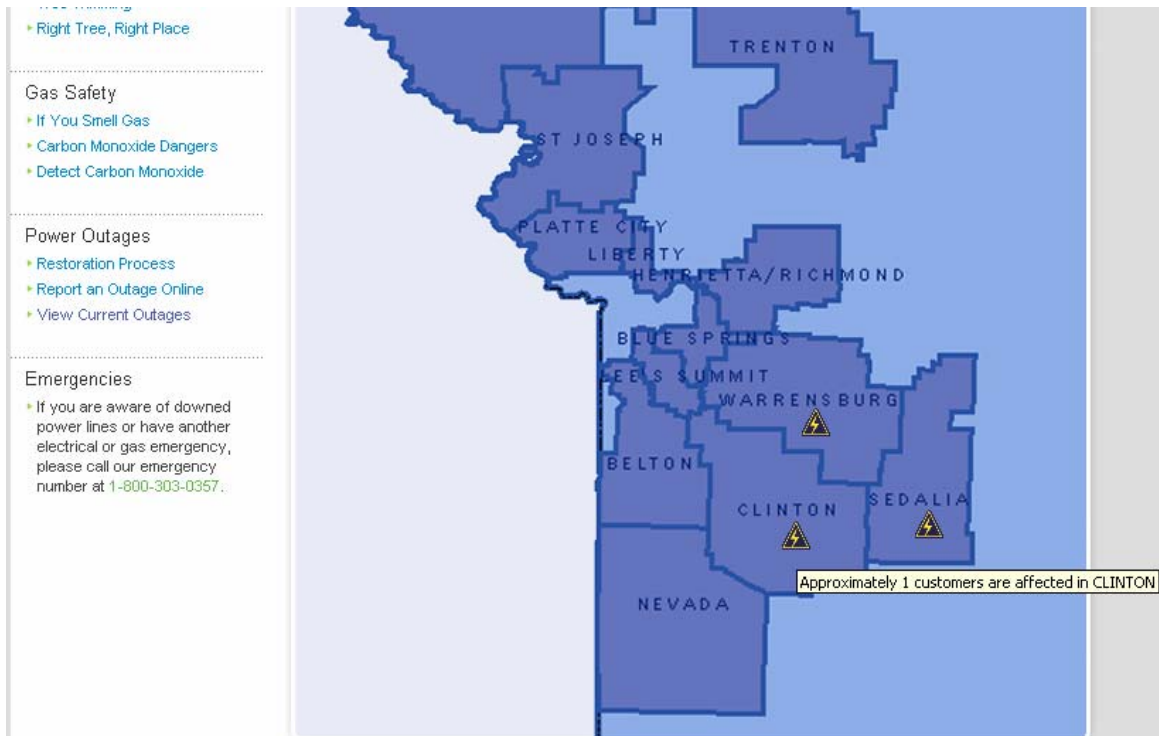 Tree Trimming
Right Tree, Right Place
Gas Safety
If You Smell Gas
Carbon Monoxide Dangers
Detect Carbon Monoxide
Power Outages
Restoration Process
Report an Outage Online
View Current Outages
Emergencies
If you are aware of downed
power lines or have another
electrical or gas emergency,
please call our emergency
number at 1-800-303-0357.
TRENTON
ST JOSEPH
PLATTE CITY
LIBERTY
HENRIETTA/RICHMOND
BLUE SPRINGS
LEE'S SUMMIT
WARRENSBURG
BELTON
SEDALIA
CLINTON
Approximately 1 customers are affected in CLINTON
NEVADA